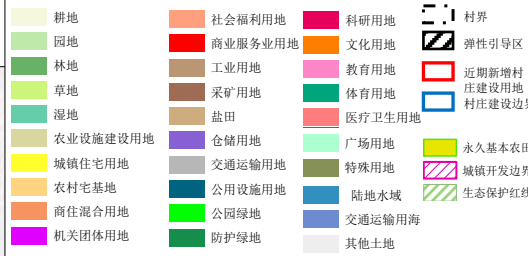 耕地
园地
林地
草地
湿地
农业设施建设用地
城镇住宅用地
农村宅基地
商住混合用地
机关团体用地
社会福利用地
商业服务业用地
工业用地
采矿用地
盐田
仓储用地
交通运输用地
公用设施用地
公园绿地
防护绿地
科研用地
文化用地
教育用地
体育用地
医疗卫生用地
广场用地
特殊用地
陆地水域
交通运输用海
其他土地
村界
弹性引导区
近期新增村
庄建设用地
村庄建设边界
永久基本农田
城镇开发边界
生态保护红线